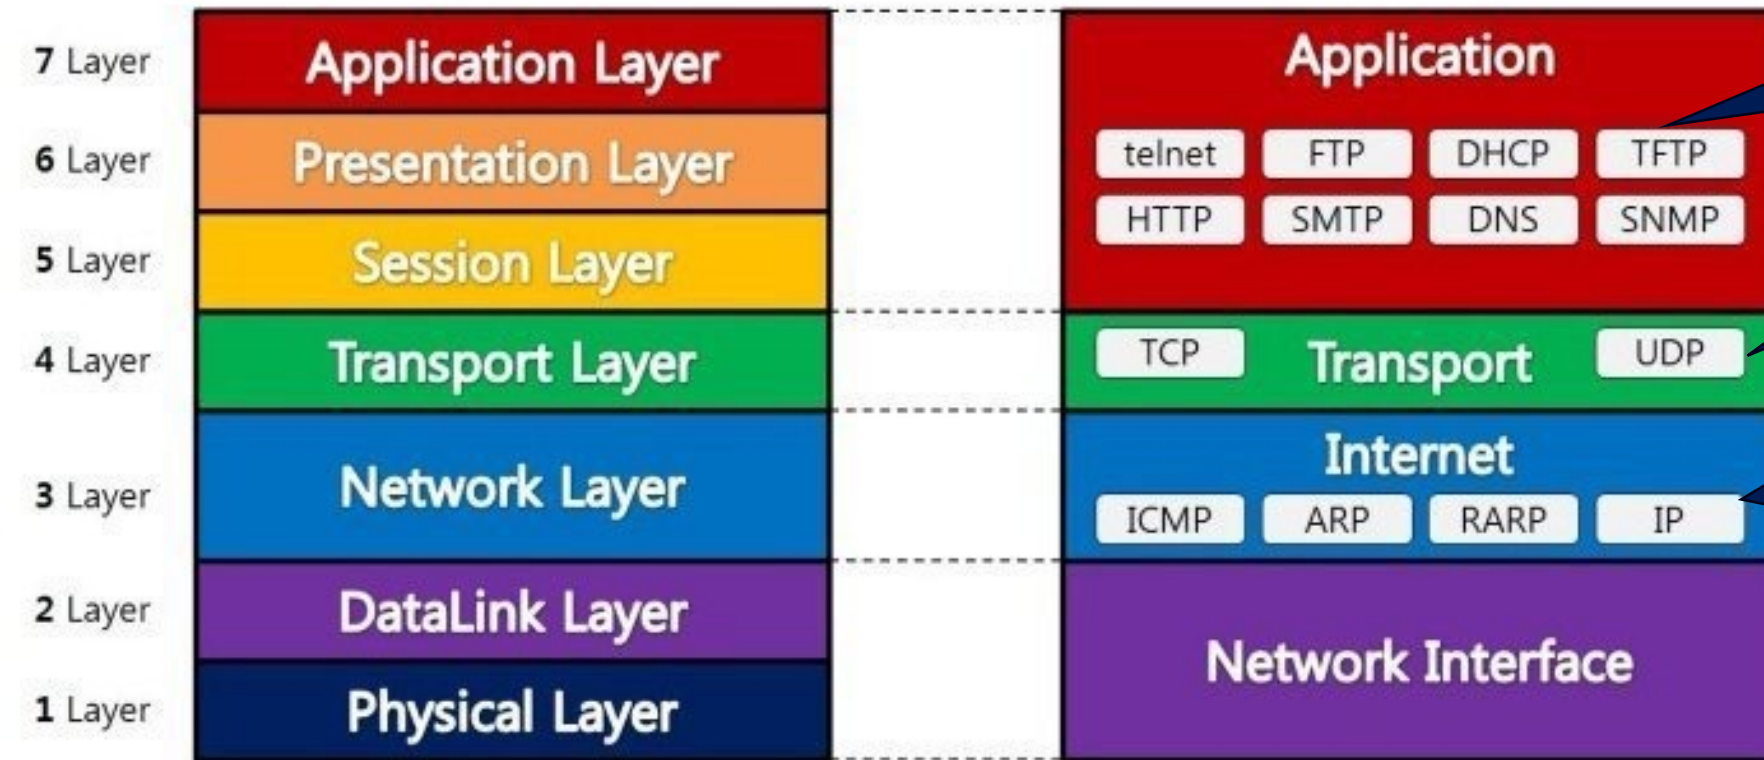 7 Layer
Application Layer
6 Layer
Presentation Layer
5 Layer
Session Layer
4 Layer
Transport Layer
3 Layer
Network Layer
2 Layer
DataLink Layer
1 Layer
Physical Layer
Application
telnet FTP DHCP TFTP
HTTP SMTP DNS SNMP
TCP Transport UDP
Internet
ICMP ARP RARP IP
Network Interface